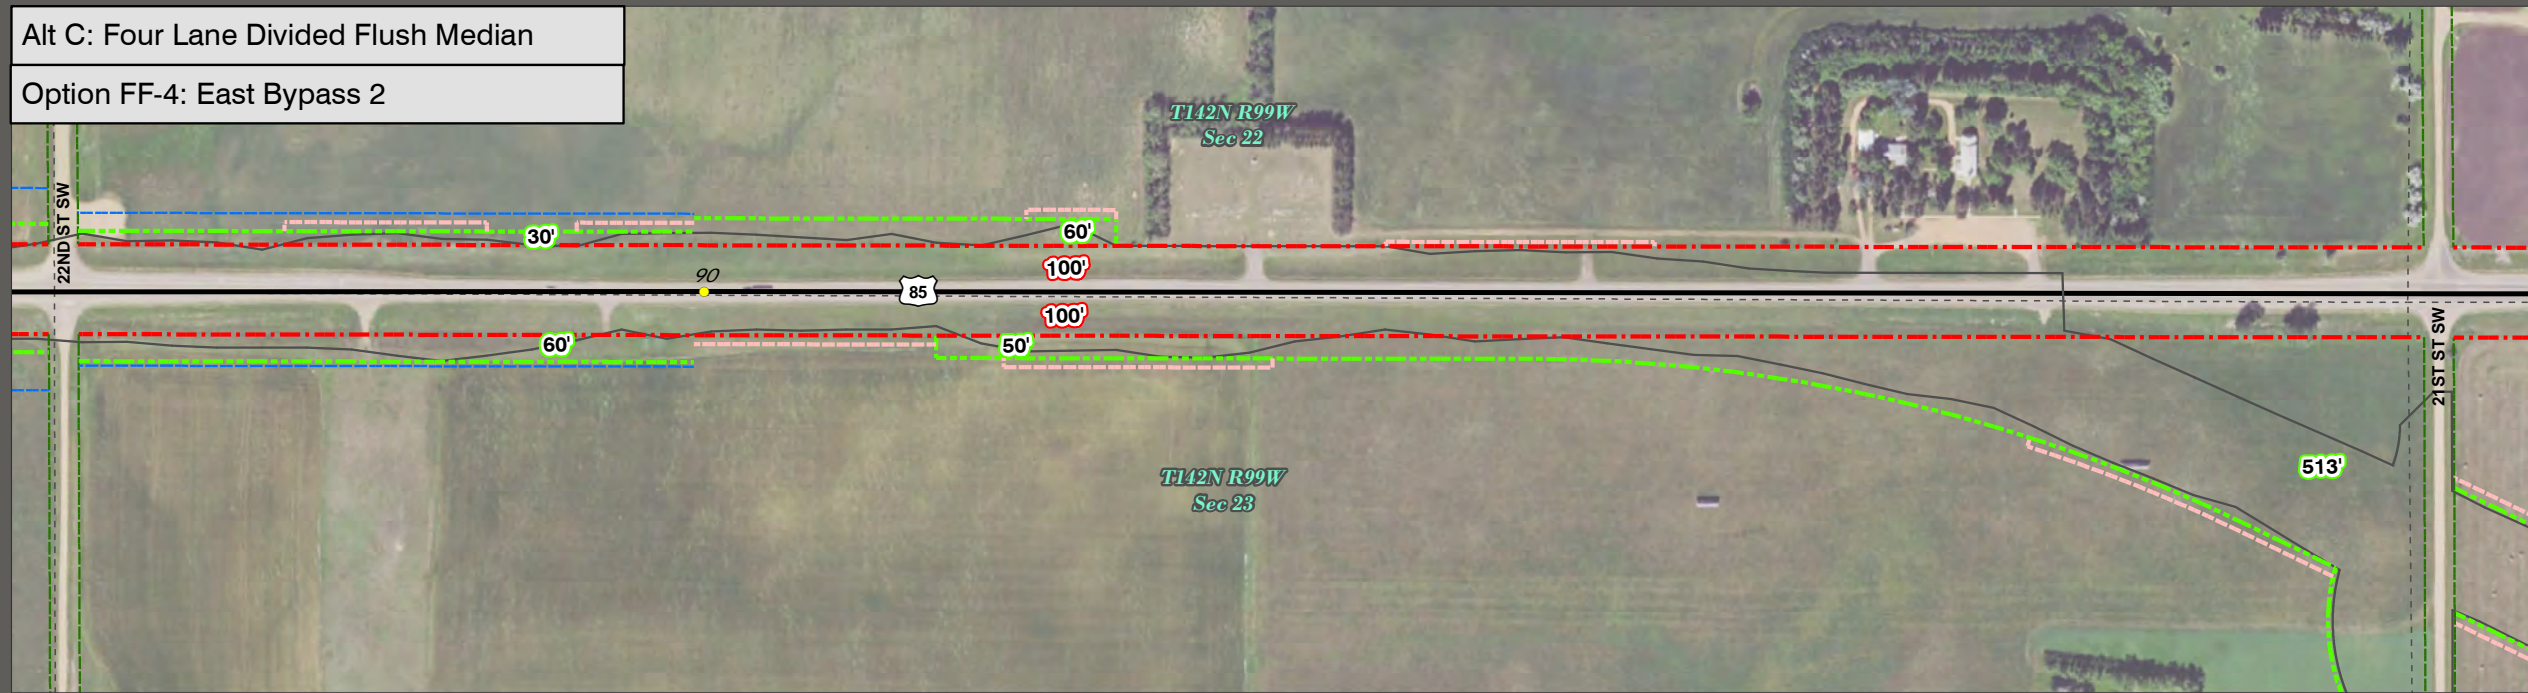 Alt C: Four Lane Divided Flush Median
Option FF-4: East Bypass 2
T142N R99W
Sec 22
22ND ST SW
30'
60'
100'
90
85
100'
60'
50'
21ST ST SW
513'
T142N R99W
Sec 23